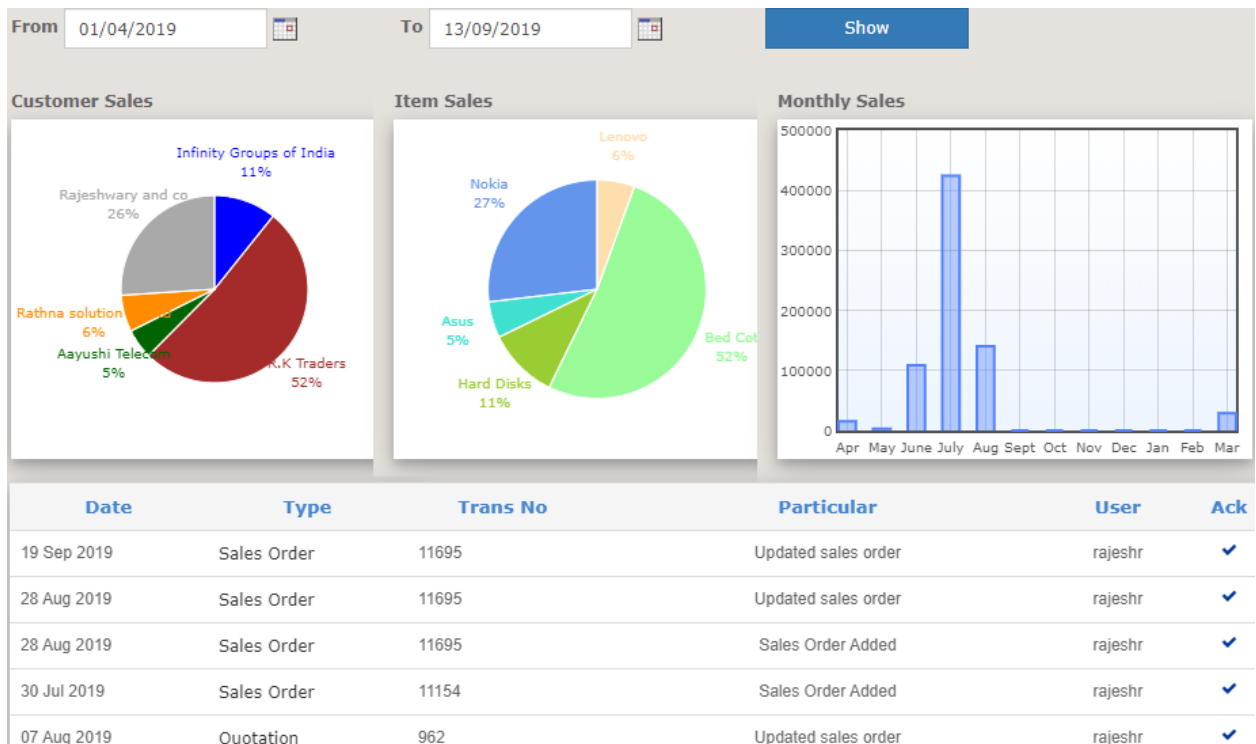 From 01/04/2019 To 13/09/2019 Show
Customer Sales
Infinity Groups of India
11%
Rajeshwary and co
26%
Rathna solution
6%
Aayushi Telecom
5%
K.K Traders
52%
Item Sales
Lenovo
6%
Nokia
27%
Asus
5%
Bed Cot
52%
Hard Disks
11%
Monthly Sales
500000
400000
300000
200000
100000
0
Apr May June July Aug Sept Oct Nov Dec Jan Feb Mar
Date Type Trans No Particular User Ack
19 Sep 2019 Sales Order 11695 Updated sales order rajeshr
28 Aug 2019 Sales Order 11695 Updated sales order rajeshr
28 Aug 2019 Sales Order 11695 Sales Order Added rajeshr
30 Jul 2019 Sales Order 11154 Sales Order Added rajeshr
07 Aug 2019 Quotation 962 Updated sales order rajeshr